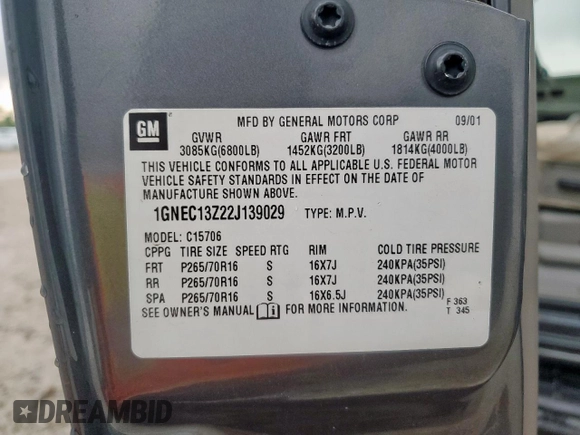 GM
MFD BY GENERAL MOTORS CORP 09/01
GVWR GAWR FRT GAWR RR
3085KG(6800LB) 1452KG(3200LB) 1814KG(4000LB)
THIS VEHICLE CONFORMS TO ALL APPLICABLE U.S. FEDERAL MOTOR
VEHICLE SAFETY STANDARDS IN EFFECT ON THE DATE OF
MANUFACTURE SHOWN ABOVE.
1GNEC13Z22J139029 TYPE: M.P.V.
MODEL: C15706
CPPG TIRE SIZE SPEED RTG RIM COLD TIRE PRESSURE
FRT P265/70R16 S 16X7J 240KPA(35PSI)
RR P265/70R16 S 16X7J 240KPA(35PSI)
SPA P265/70R16 S 16X6.5J 240KPA(35PSI)
SEE OWNER'S MANUAL FOR MORE INFORMATION.
F 363
T 345
DREAMBID